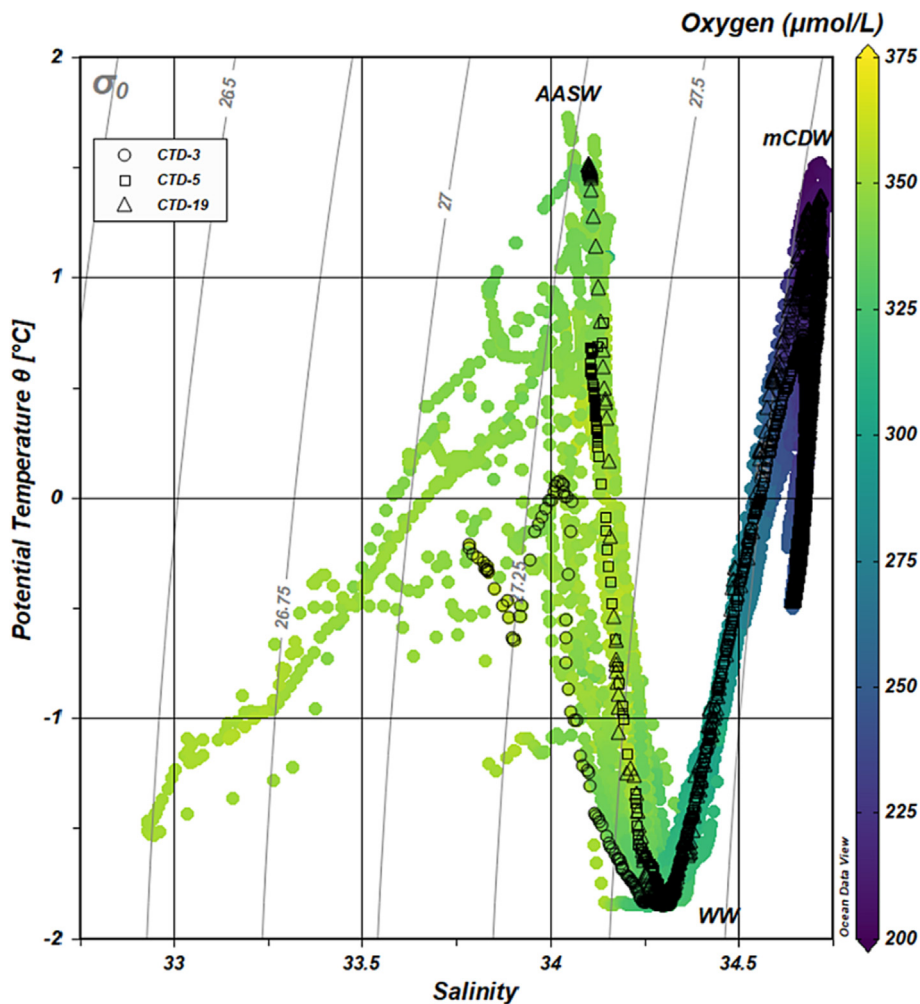 Oxygen (µmol/L)
σ0
26.5
AASW
27.5
mCDW
CTD-3
CTD-5
CTD-19
27
26.75
27.25
WW
2
1
0
-1
-2
Potential Temperature θ [°C]
33
33.5
34
34.5
Salinity
375
350
325
300
275
250
225
200
Ocean Data View